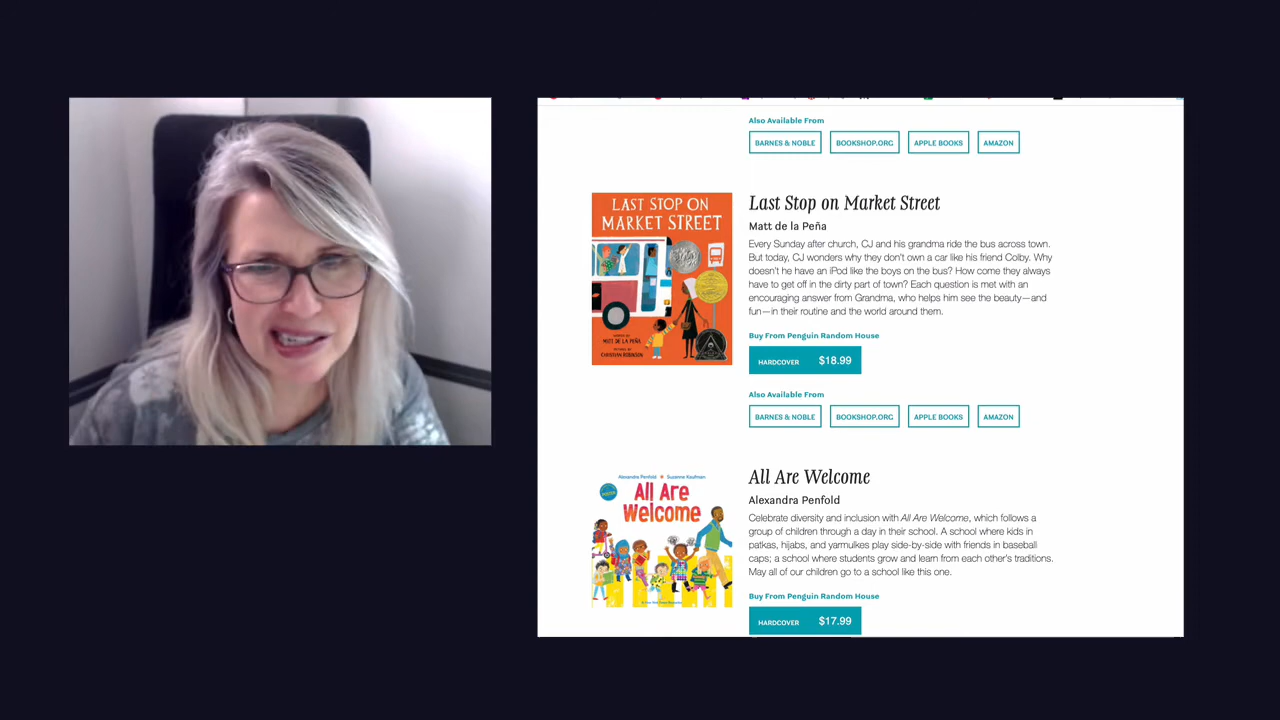 Also Available From
BARNES & NOBLE BOOKSHOP.ORG APPLE BOOKS AMAZON
LAST STOP ON
MARKET STREET
WORDS BY
MATT DE LA PEÑA
PICTURES BY
CHRISTIAN ROBINSON
Last Stop on Market Street
Matt de la Peña
Every Sunday after church, CJ and his grandma ride the bus across town.
But today, CJ wonders why they don't own a car like his friend Colby. Why
doesn't he have an iPod like the boys on the bus? How come they always
have to get off in the dirty part of town? Each question is met with an
encouraging answer from Grandma, who helps him see the beauty—and
fun—in their routine and the world around them.
Buy From Penguin Random House
HARDCOVER $18.99
Also Available From
BARNES & NOBLE BOOKSHOP.ORG APPLE BOOKS AMAZON
Alexandra Penfold Suzanne Kaufman
All Are
Welcome
All Are Welcome
Alexandra Penfold
Celebrate diversity and inclusion with All Are Welcome, which follows a
group of children through a day in their school. A school where kids in
patkas, hijabs, and yarmulkes play side-by-side with friends in baseball
caps; a school where students grow and learn from each other's traditions.
May all of our children go to a school like this one.
Buy From Penguin Random House
HARDCOVER $17.99